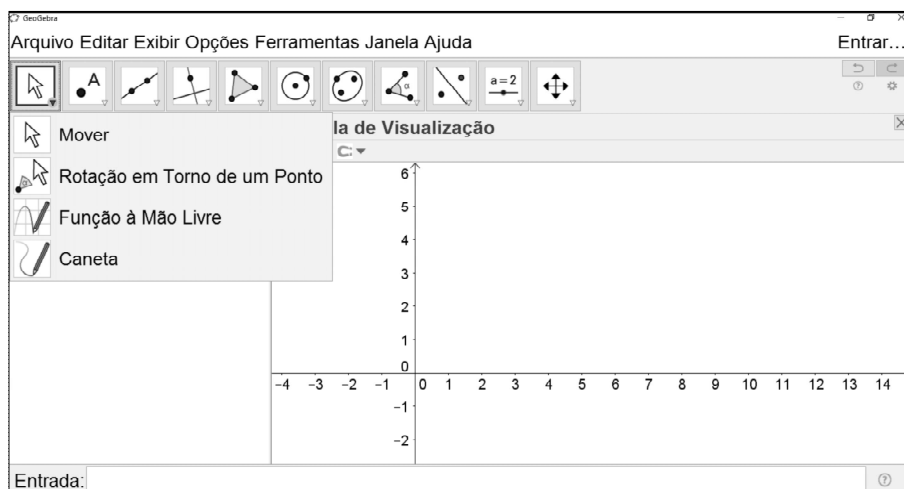 GeoGebra
Arquivo Editar Exibir Opções Ferramentas Janela Ajuda
Entrar...
A
α
a = 2
Mover
Rotação em Torno de um Ponto
Função à Mão Livre
Caneta
la de Visualização
6
5
4
3
2
1
0
−4 −3 −2 −1 0 1 2 3 4 5 6 7 8 9 10 11 12 13 14
−1
−2
Entrada: